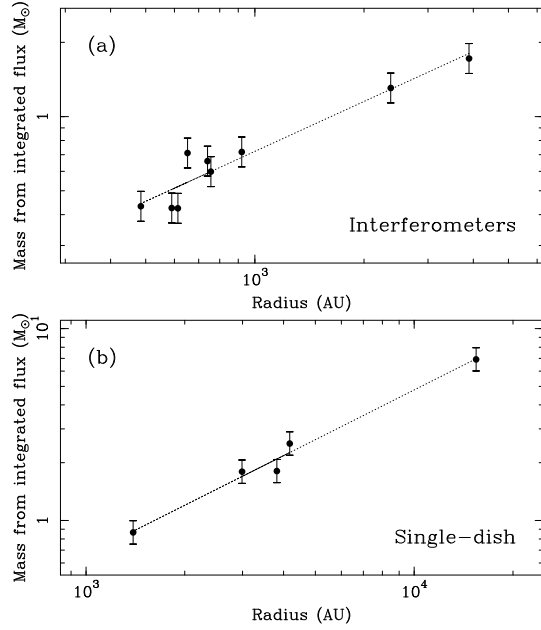 (a)
Mass from integrated flux (M⊙)
1
Interferometers
10³
Radius (AU)
(b)
Mass from integrated flux (M⊙)
10¹
1
Single−dish
10³
10⁴
Radius (AU)